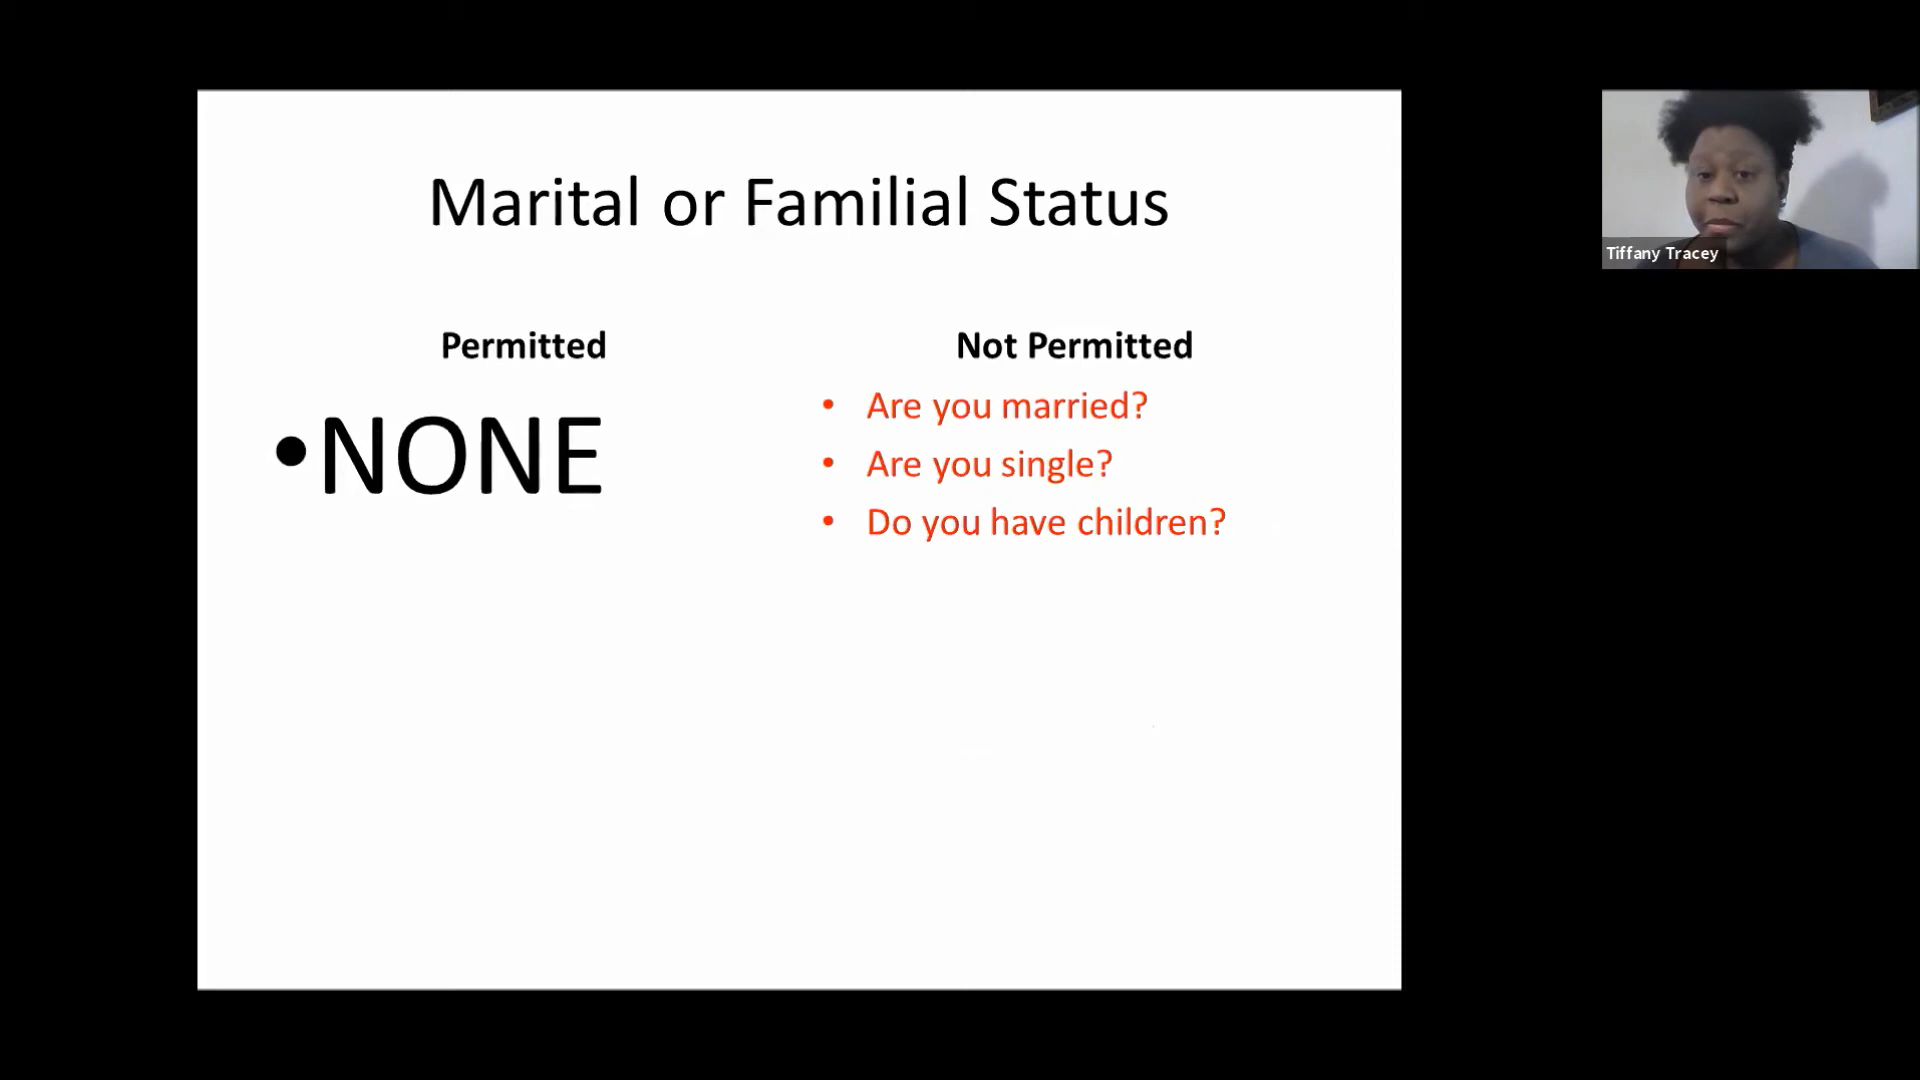 Marital or Familial Status
Permitted
•NONE
Not Permitted
• Are you married?
• Are you single?
• Do you have children?
Tiffany Tracey